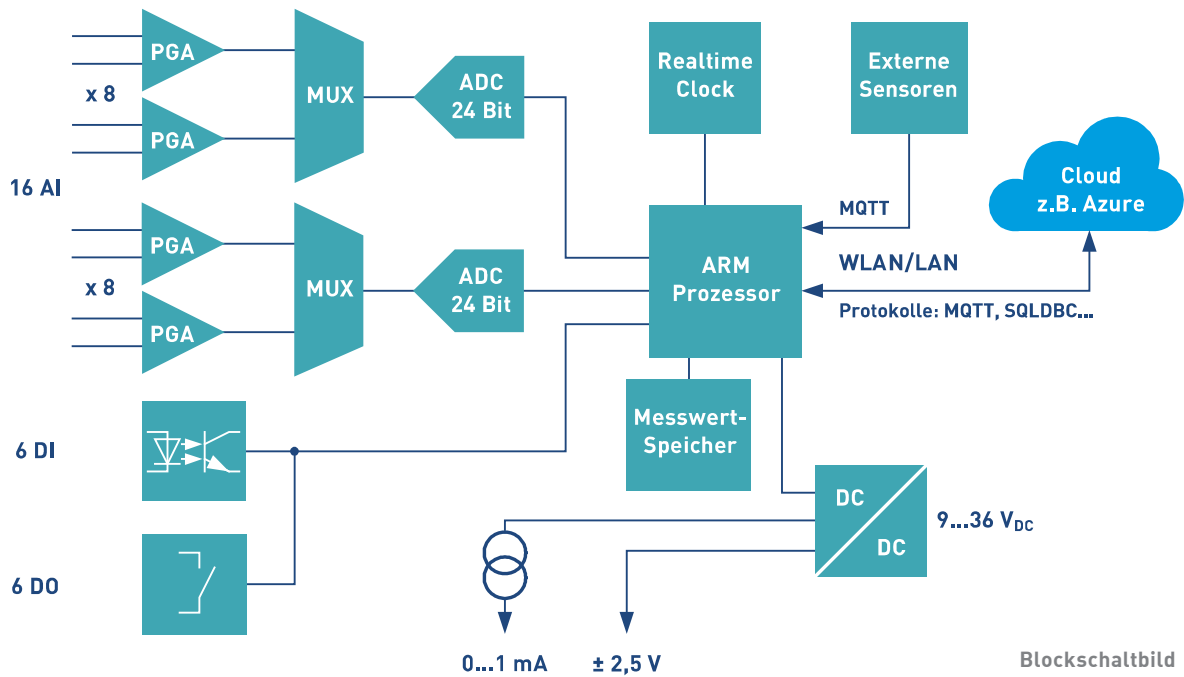 PGA
x 8
PGA
16 AI
MUX
ADC
24 Bit
PGA
x 8
PGA
MUX
ADC
24 Bit
Realtime
Clock
Externe
Sensoren
Cloud
z.B. Azure
MQTT
ARM
Prozessor
WLAN/LAN
Protokolle: MQTT, SQLDBC...
Messwert-
Speicher
6 DI
6 DO
DC
DC
9...36 VDC
0...1 mA
± 2,5 V
Blockschaltbild